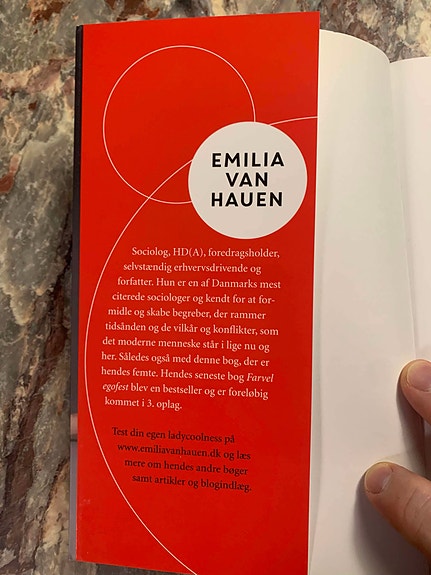 EMILIA
VAN
HAUEN
Sociolog, HD(A), foredragsholder,
selvstændig erhvervsdrivende og
forfatter. Hun er en af Danmarks mest
citerede sociologer og kendt for at for-
midle og skabe begreber, der rammer
tidsånden og de vilkår og konflikter, som
det moderne menneske står i lige nu og
her. Således også med denne bog, der er
hendes femte. Hendes seneste bog Farvel
egofest blev en bestseller og er foreløbig
kommet i 3. oplag.
Test din egen ladycoolness på
www.emiliavanhauen.dk og læs
mere om hendes andre bøger
samt artikler og blogindlæg.